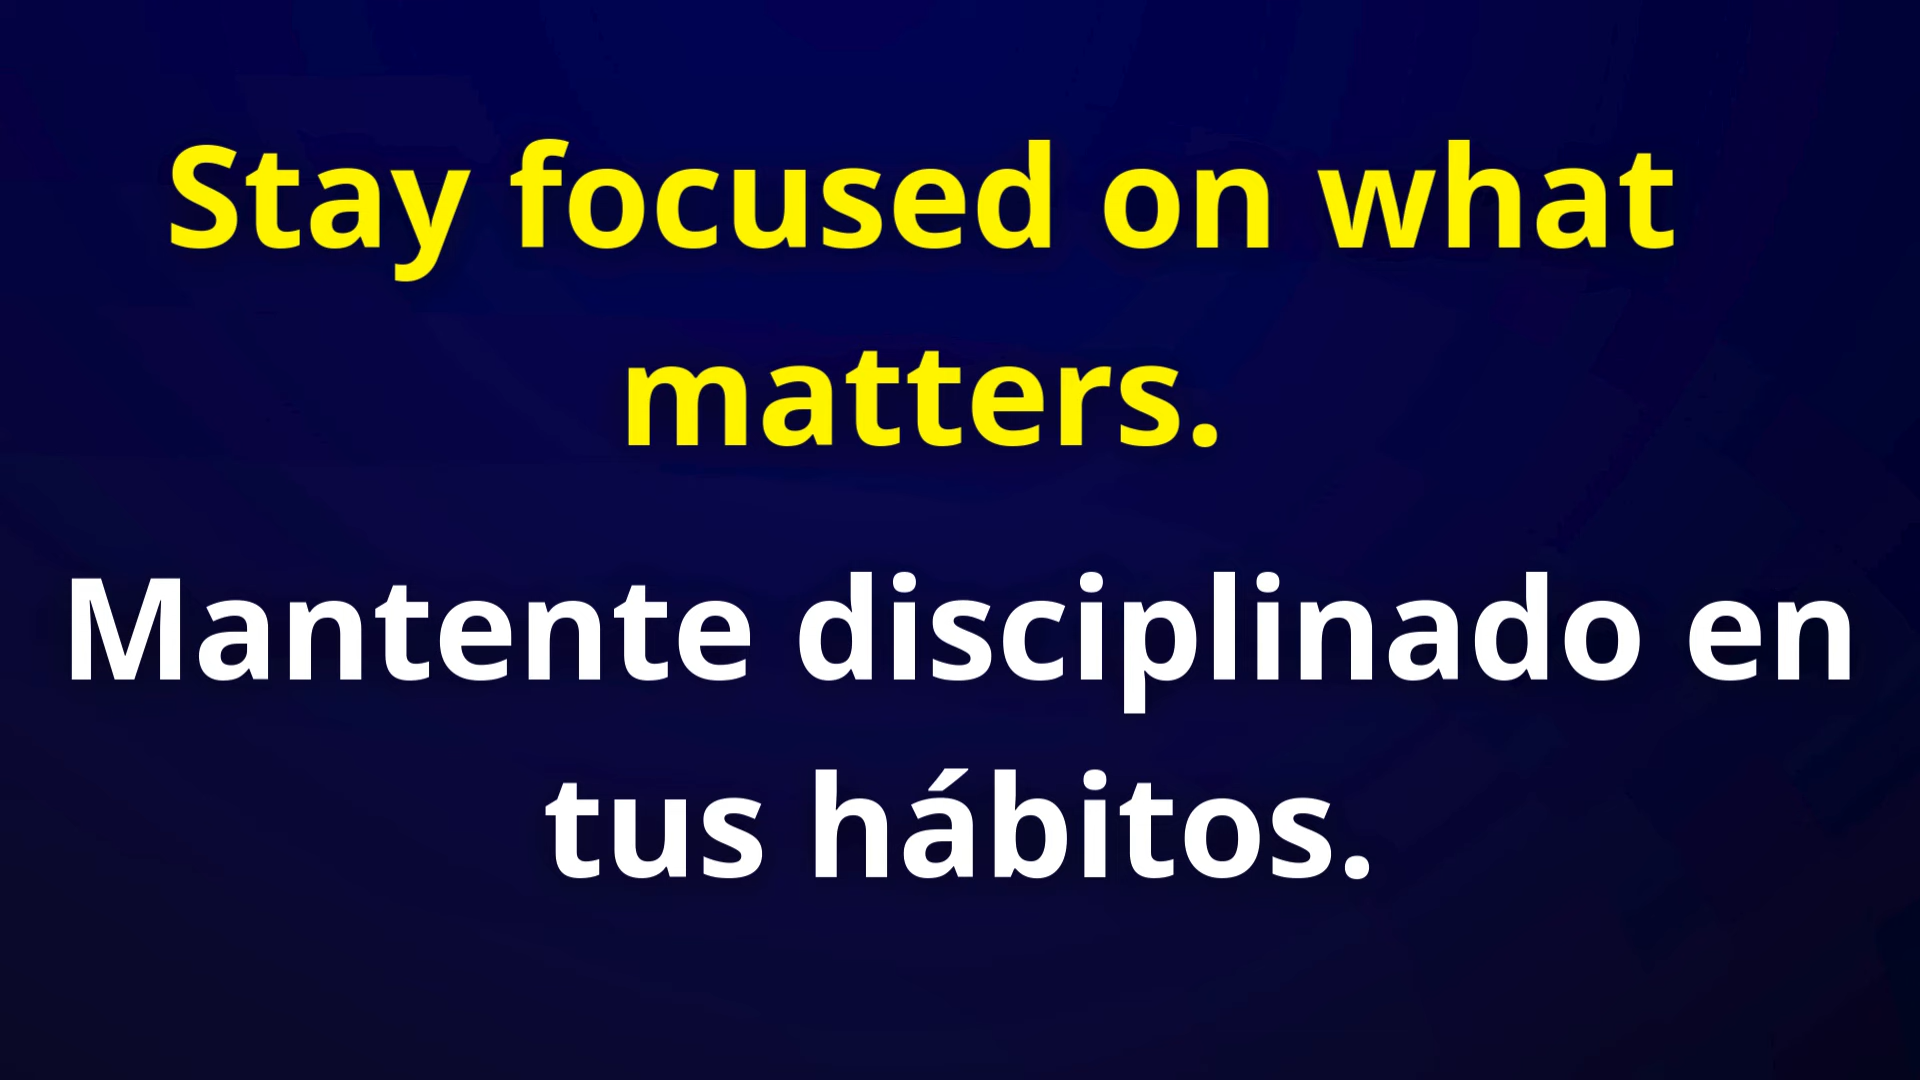 Stay focused on what
matters.
Mantente disciplinado en
tus hábitos.